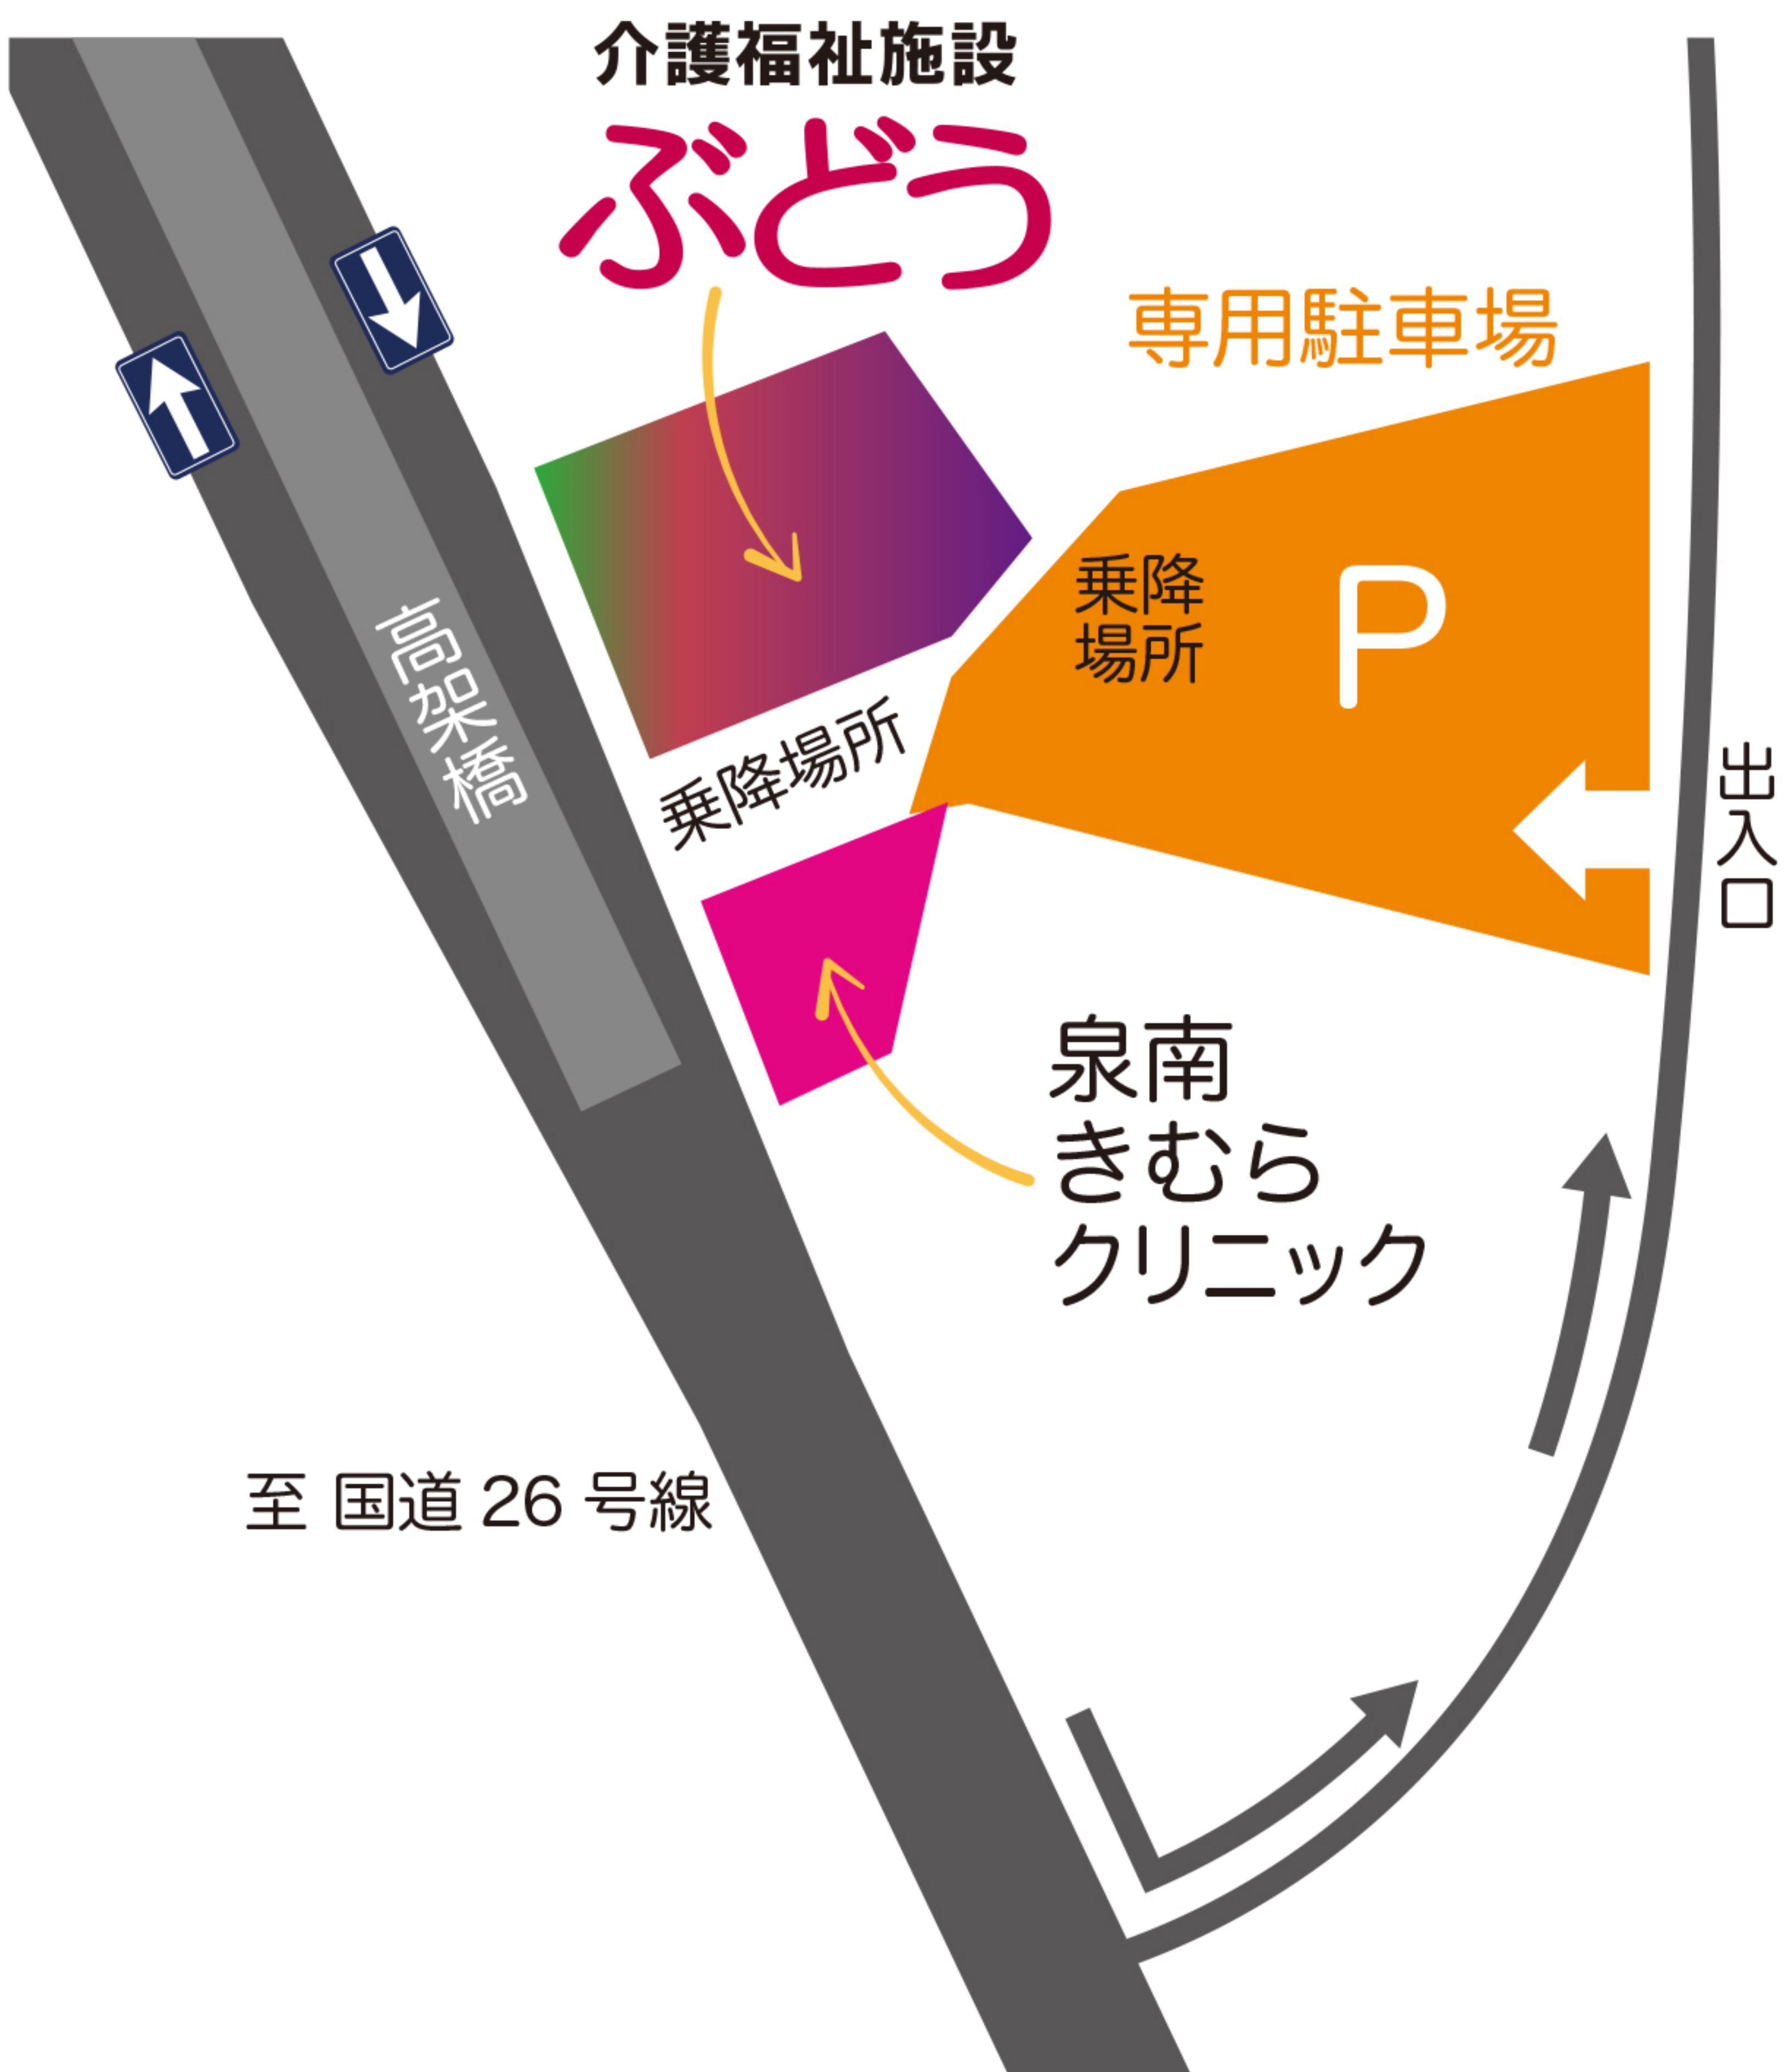 介護福祉施設
ぶどう
専用駐車場
乗降
場所
P
高架橋
乗降場所
出入口
泉南
きむら
クリニック
至 国道 26 号線